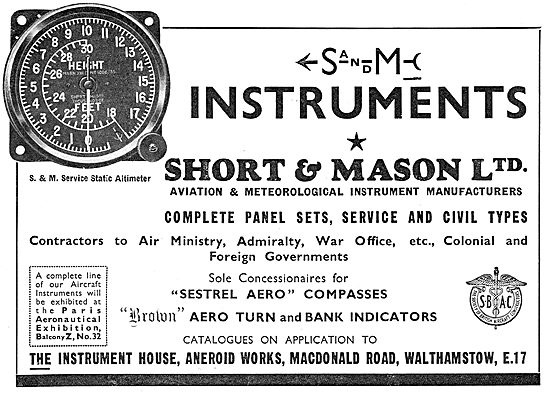 HEIGHT
FEET
S. & M. Service Static Altimeter
S AND M
INSTRUMENTS
SHORT & MASON LTD.
AVIATION & METEOROLOGICAL INSTRUMENT MANUFACTURERS
COMPLETE PANEL SETS, SERVICE AND CIVIL TYPES
Contractors to Air Ministry, Admiralty, War Office, etc., Colonial and
Foreign Governments
A complete line
of our Aircraft
Instruments will
be exhibited at
the Paris
Aeronautical
Exhibition,
Balcony Z, No. 32
Sole Concessionaires for
"SESTREL AERO" COMPASSES
"Brown" AERO TURN and BANK INDICATORS
S·B
A·C
CATALOGUES ON APPLICATION TO
THE INSTRUMENT HOUSE, ANEROID WORKS, MACDONALD ROAD, WALTHAMSTOW, E.17